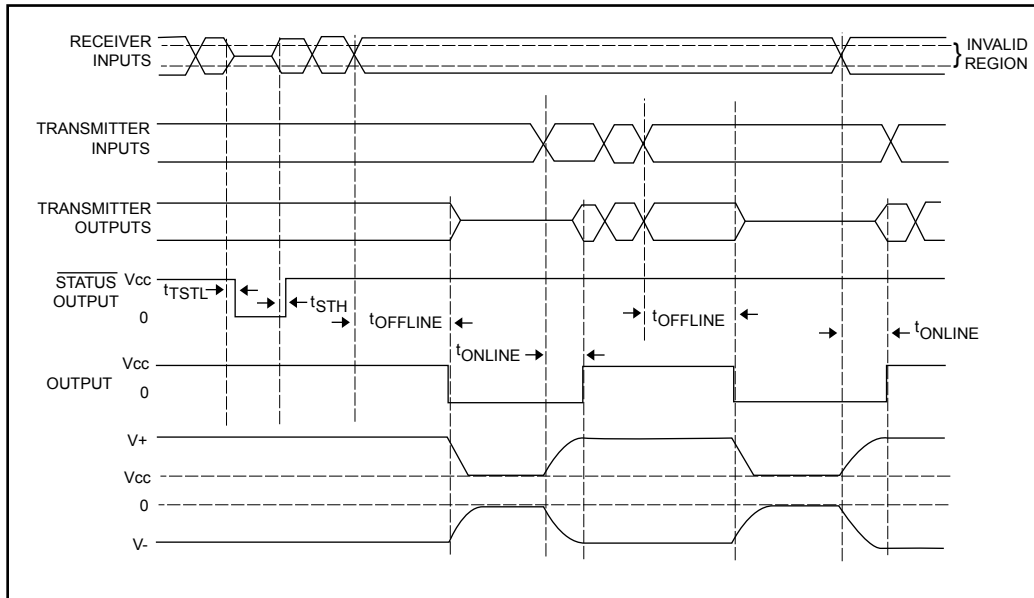 RECEIVER
INPUTS
INVALID
REGION
TRANSMITTER
INPUTS
TRANSMITTER
OUTPUTS
STATUS
OUTPUT
Vcc
0
tTSTL
tSTH
tOFFLINE
tONLINE
tOFFLINE
tONLINE
OUTPUT
Vcc
0
V+
Vcc
0
V-